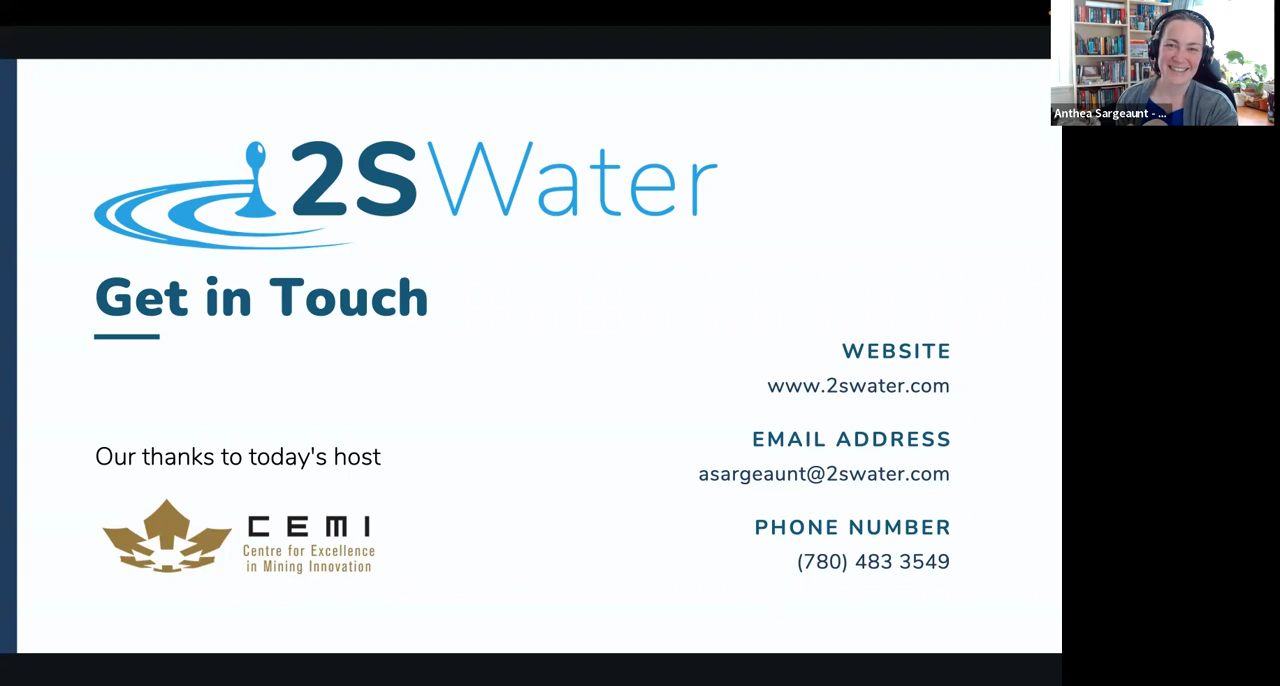 Anthea Sargeaunt - ...
2SWater
Get in Touch
WEBSITE
www.2swater.com
EMAIL ADDRESS
asargeaunt@2swater.com
PHONE NUMBER
(780) 483 3549
Our thanks to today's host
CEMI
Centre for Excellence
in Mining Innovation